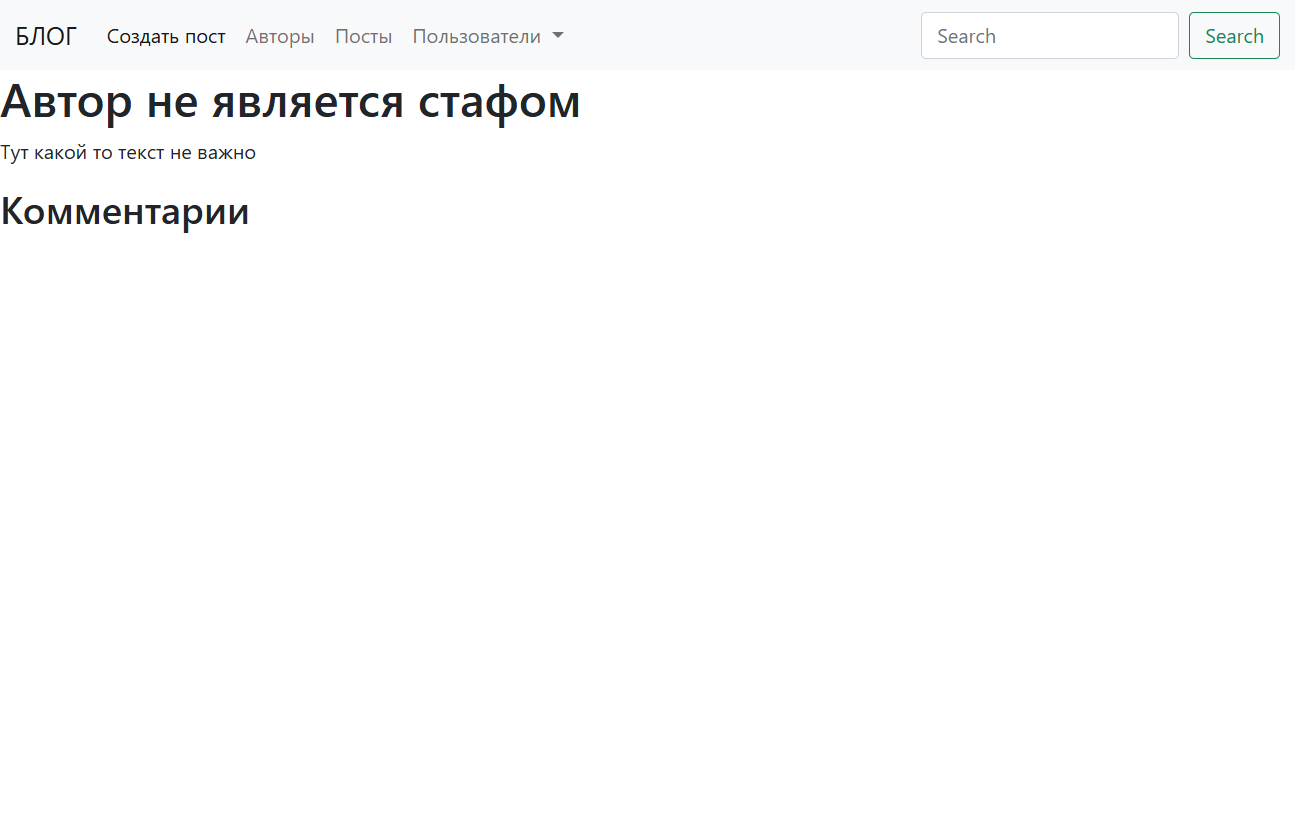 БЛОГ Создать пост Авторы Посты Пользователи Search Search
Автор не является стафом
Тут какой то текст не важно
Комментарии